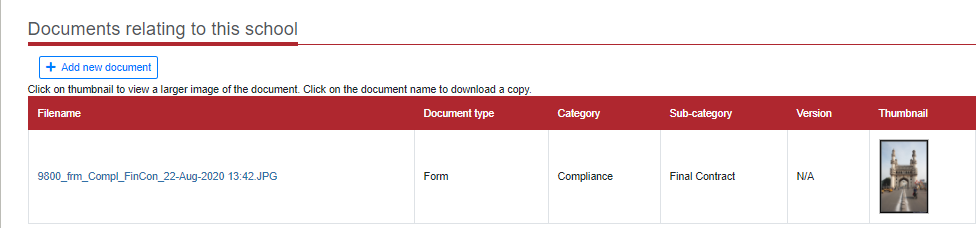 Documents relating to this school
+ Add new document
Click on thumbnail to view a larger image of the document. Click on the document name to download a copy.
Filename Document type Category Sub-category Version Thumbnail
9800_frm_Compl_FinCon_22-Aug-2020 13:42.JPG Form Compliance Final Contract N/A